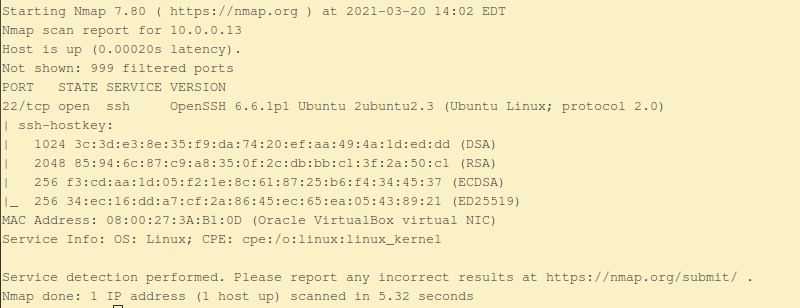 Starting Nmap 7.80 ( https://nmap.org ) at 2021-03-20 14:02 EDT
Nmap scan report for 10.0.0.13
Host is up (0.00020s latency).
Not shown: 999 filtered ports
PORT   STATE SERVICE VERSION
22/tcp open  ssh     OpenSSH 6.6.1p1 Ubuntu 2ubuntu2.3 (Ubuntu Linux; protocol 2.0)
| ssh-hostkey:
|   1024 3c:3d:e3:8e:35:f9:da:74:20:ef:aa:49:4a:1d:ed:dd (DSA)
|   2048 85:94:6c:87:c9:a8:35:0f:2c:db:bb:c1:3f:2a:50:c1 (RSA)
|   256 f3:cd:aa:1d:05:f2:1e:8c:61:87:25:b6:f4:34:45:37 (ECDSA)
|_  256 34:ec:16:dd:a7:cf:2a:86:45:ec:65:ea:05:43:89:21 (ED25519)
MAC Address: 08:00:27:3A:B1:0D (Oracle VirtualBox virtual NIC)
Service Info: OS: Linux; CPE: cpe:/o:linux:linux_kernel

Service detection performed. Please report any incorrect results at https://nmap.org/submit/ .
Nmap done: 1 IP address (1 host up) scanned in 5.32 seconds